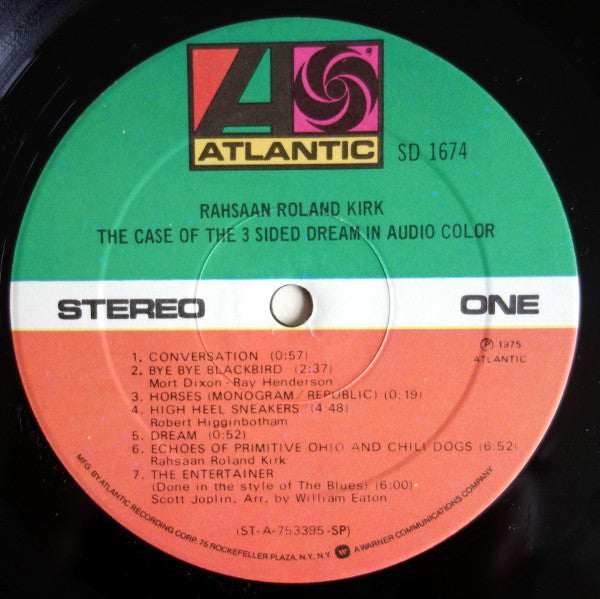 ATLANTIC
SD 1674
RAHSAAN ROLAND KIRK
THE CASE OF THE 3 SIDED DREAM IN AUDIO COLOR
STEREO
ONE
℗ 1975
ATLANTIC
1. CONVERSATION (0:57)
2. BYE BYE BLACKBIRD (2:37)
Mort Dixon-Ray Henderson
3. HORSES (MONOGRAM/REPUBLIC) (0:19)
4. HIGH HEEL SNEAKERS (4:48)
Robert Higginbotham
5. DREAM (0:52)
6. ECHOES OF PRIMITIVE OHIO AND CHILI DOGS (6:52)
Rahsaan Roland Kirk
7. THE ENTERTAINER
(Done in the style of The Blues) (6:00)
Scott Joplin, Arr. by William Eaton
(ST-A-753395-SP)
MFG. BY ATLANTIC RECORDING CORP. 75 ROCKEFELLER PLAZA, N.Y. N.Y. A WARNER COMMUNICATIONS COMPANY